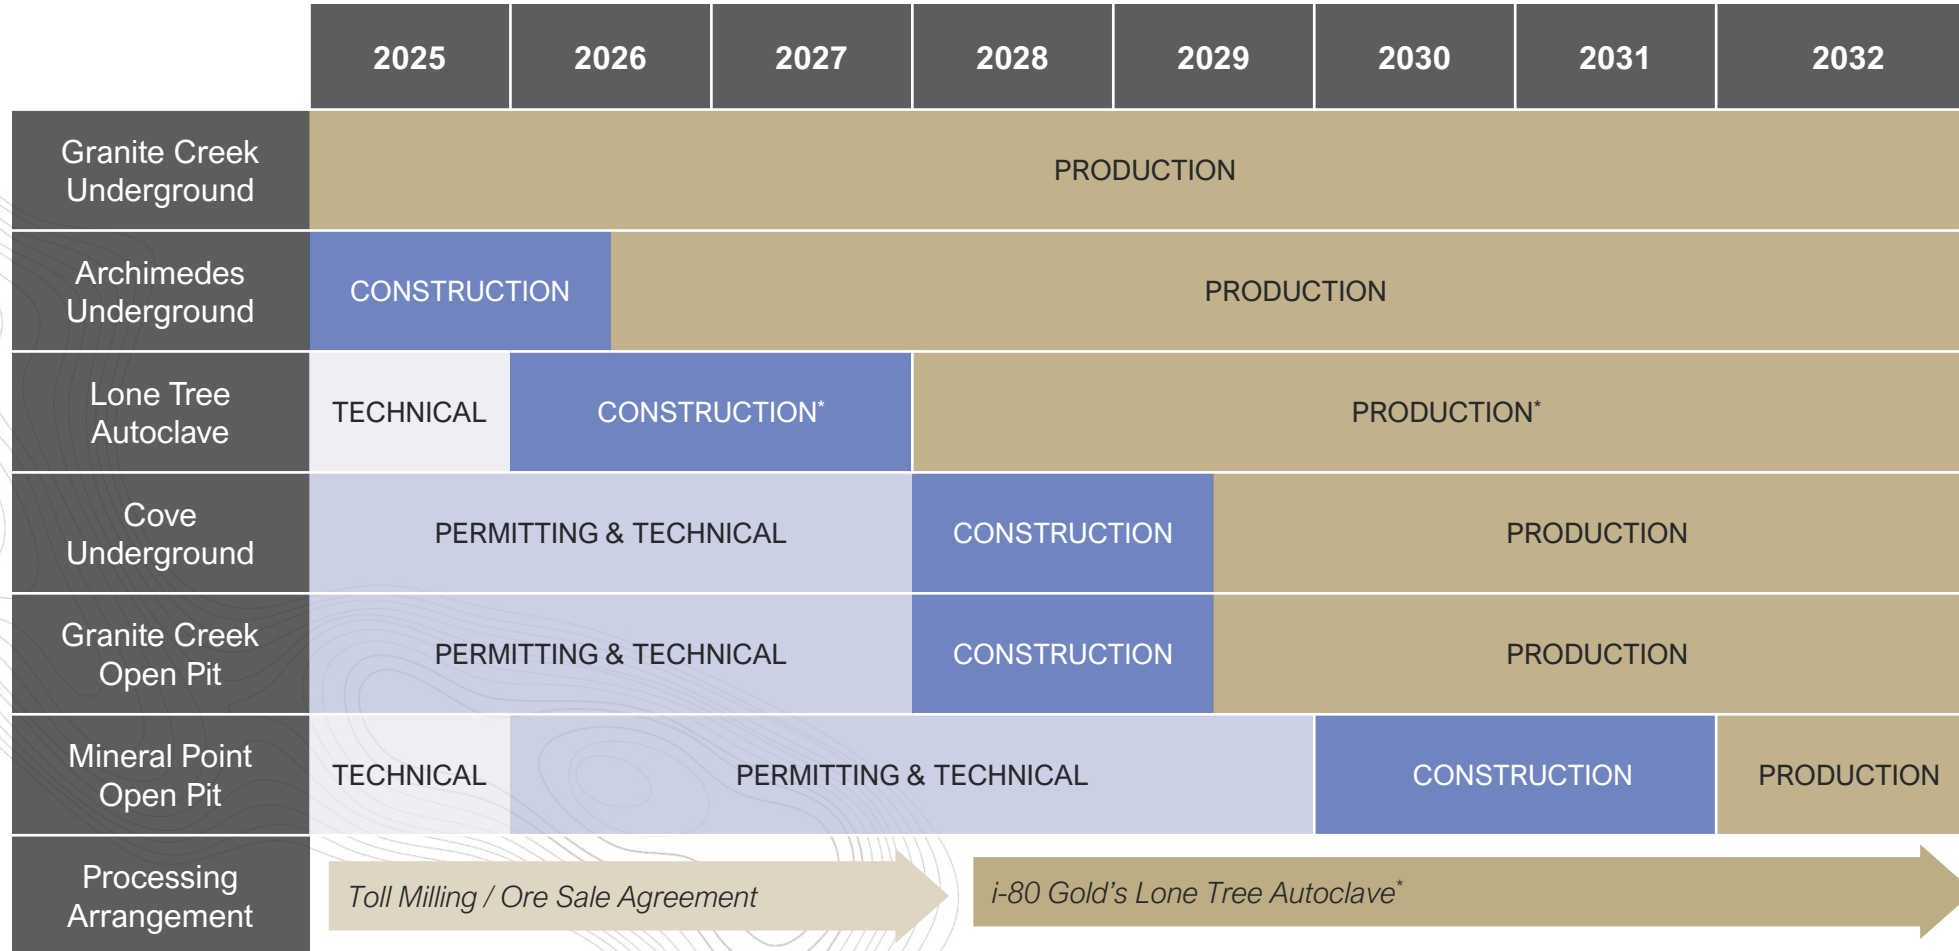 2025 2026 2027 2028 2029 2030 2031 2032
Granite Creek
Underground
PRODUCTION
Archimedes
Underground
CONSTRUCTION
PRODUCTION
Lone Tree
Autoclave
TECHNICAL
CONSTRUCTION*
PRODUCTION*
Cove
Underground
PERMITTING & TECHNICAL
CONSTRUCTION
PRODUCTION
Granite Creek
Open Pit
PERMITTING & TECHNICAL
CONSTRUCTION
PRODUCTION
Mineral Point
Open Pit
TECHNICAL
PERMITTING & TECHNICAL
CONSTRUCTION
PRODUCTION
Processing
Arrangement
Toll Milling / Ore Sale Agreement
i-80 Gold's Lone Tree Autoclave*